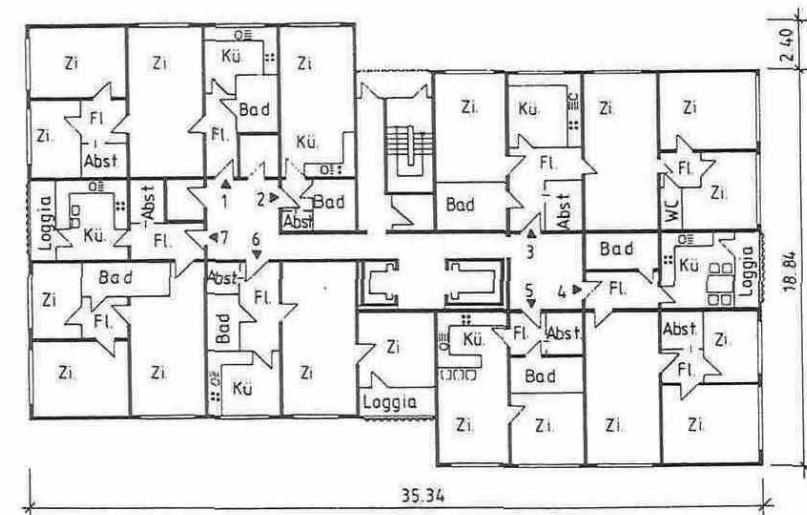 Zi
Zi
Kü.
Zi
2.40
Zi.
Kü.
Zi.
Zi
Bad
Zi.
Fl.
Fl.
Kü.
Fl.
Fl.
Abst
Abst
Bad
Bad
Abst
WC
Zi.
Loggia
1
2
Abst
3
Kü.
Fl.
7
6
Bad
Kü
Loggia
18.84
Zi
Bad
Abst
Fl.
5
4
Fl.
Fl.
Bad
Zi
Kü.
Fl.
Abst.
Abst.
Zi.
Zi.
Zi.
Kü
Zi
Loggia
Bad
Zi.
Fl.
Zi.
Zi.
Zi.
35.34